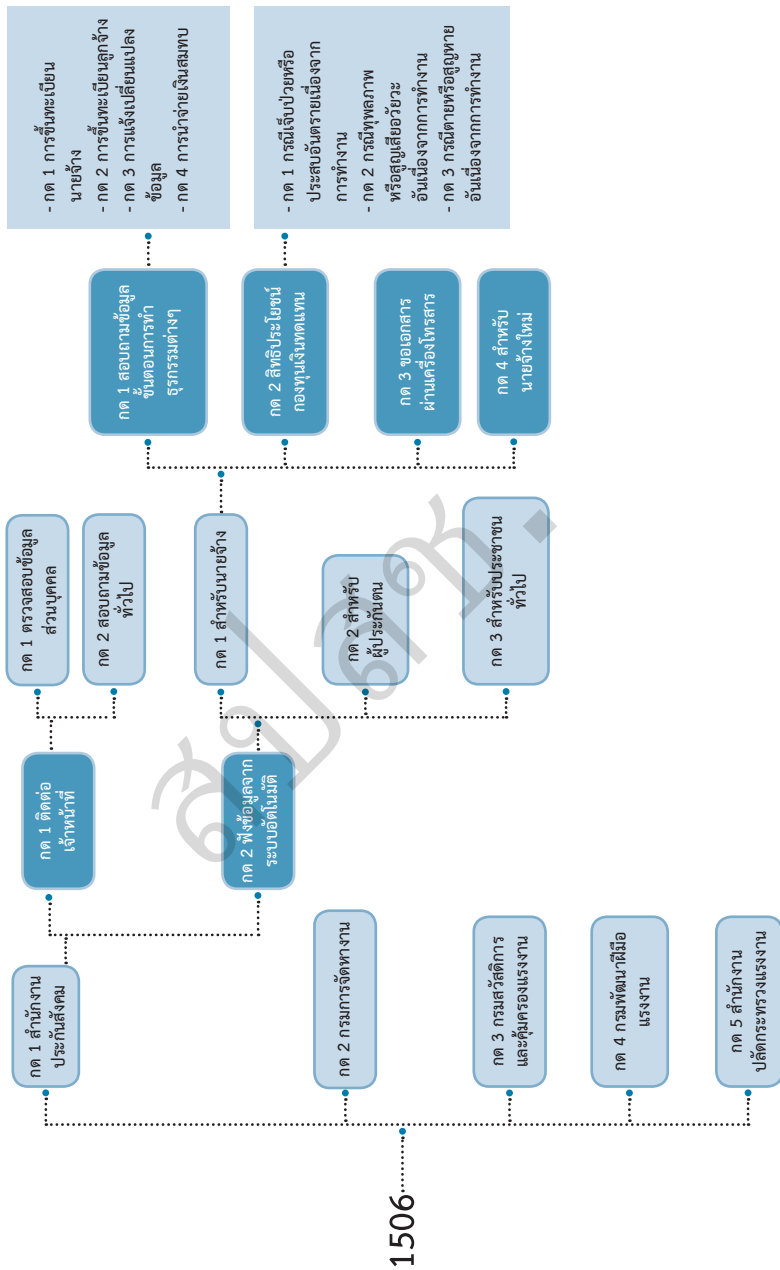 1506
กด 1 สำนักงาน
ประกันสังคม
กด 2 กรมการจัดหางาน
กด 3 กรมสวัสดิการ
และคุ้มครองแรงงาน
กด 4 กรมพัฒนาฝีมือ
แรงงาน
กด 5 สำนักงาน
ปลัดกระทรวงแรงงาน
กด 1 ติดต่อ
เจ้าหน้าที่
กด 2 ฟังข้อมูลจาก
ระบบอัตโนมัติ
กด 1 ตรวจสอบข้อมูล
ส่วนบุคคล
กด 2 สอบถามข้อมูล
ทั่วไป
กด 1 สำหรับนายจ้าง
กด 2 สำหรับ
ผู้ประกันตน
กด 3 สำหรับประชาชน
ทั่วไป
กด 1 สอบถามข้อมูล
ขั้นตอนการทำ
ธุรกรรมต่างๆ
กด 2 สิทธิประโยชน์
กองทุนเงินทดแทน
กด 3 ขอเอกสาร
ผ่านเครื่องโทรสาร
กด 4 สำหรับ
นายจ้างใหม่
- กด 1 การขึ้นทะเบียน
นายจ้าง
- กด 2 การขึ้นทะเบียนลูกจ้าง
- กด 3 การแจ้งเปลี่ยนแปลง
ข้อมูล
- กด 4 การนำจ่ายเงินสมทบ
- กด 1 กรณีเจ็บป่วยหรือ
ประสบอันตรายเนื่องจาก
การทำงาน
- กด 2 กรณีทุพลภาพ
หรือสูญเสียอวัยวะ
อันเนื่องจากการทำงาน
- กด 3 กรณีตายหรือสูญหาย
อันเนื่องจากการทำงาน